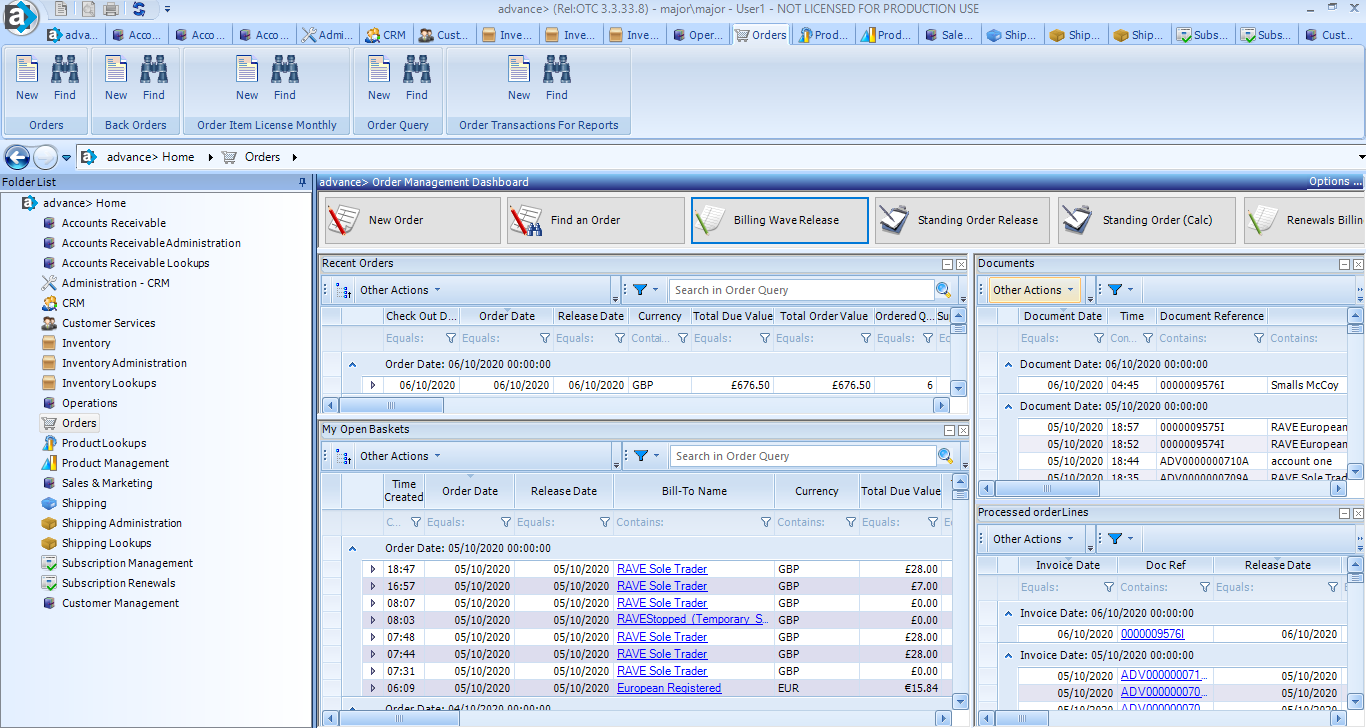 advance> (Rel:OTC 3.3.33.8) - major\major - User1 - NOT LICENSED FOR PRODUCTION USE
adva... Acco... Acco... Acco... Admi... CRM Cust... Inve... Inve... Inve... Oper... Orders Prod... Prod... Sale... Ship... Ship... Ship... Subs... Subs... Cust...
New Find New Find New Find New Find New Find
Orders Back Orders Order Item License Monthly Order Query Order Transactions For Reports
advance> Home Orders
Folder List
advance> Home
Accounts Receivable
Accounts Receivable Administration
Accounts Receivable Lookups
Administration - CRM
CRM
Customer Services
Inventory
Inventory Administration
Inventory Lookups
Operations
Orders
Product Lookups
Product Management
Sales & Marketing
Shipping
Shipping Administration
Shipping Lookups
Subscription Management
Subscription Renewals
Customer Management
advance> Order Management Dashboard Options ...
New Order Find an Order Billing Wave Release Standing Order Release Standing Order (Calc) Renewals Billin
Recent Orders
Other Actions Search in Order Query
Check Out D... Order Date Release Date Currency Total Due Value Total Order Value Ordered Q... Su
Equals: Equals: Equals: Contai... Equals: Equals: Equals: Ec
Order Date: 06/10/2020 00:00:00
06/10/2020 06/10/2020 06/10/2020 GBP £676.50 £676.50 6
My Open Baskets
Other Actions Search in Order Query
Time Created Order Date Release Date Bill-To Name Currency Total Due Value
C... Equals: Equals: Contains: Contains: Equals: E
Order Date: 05/10/2020 00:00:00
18:47 05/10/2020 05/10/2020 RAVE Sole Trader GBP £28.00
16:57 05/10/2020 05/10/2020 RAVE Sole Trader GBP £7.00
08:07 05/10/2020 05/10/2020 RAVE Sole Trader GBP £0.00
08:03 05/10/2020 05/10/2020 RAVEStopped (Temporary S... GBP £0.00
07:48 05/10/2020 05/10/2020 RAVE Sole Trader GBP £28.00
07:44 05/10/2020 05/10/2020 RAVE Sole Trader GBP £28.00
07:31 05/10/2020 05/10/2020 RAVE Sole Trader GBP £0.00
06:09 05/10/2020 05/10/2020 European Registered EUR €15.84
Order Date: 04/10/2020 00:00:00
Documents
Other Actions
Document Date Time Document Reference
Equals: Con... Contains: Contains:
Document Date: 06/10/2020 00:00:00
06/10/2020 04:45 0000009576I Smalls McCoy
Document Date: 05/10/2020 00:00:00
05/10/2020 18:57 0000009575I RAVE European
05/10/2020 18:52 0000009574I RAVE European
05/10/2020 18:44 ADV0000000710A account one
05/10/2020 18:35 ADV0000000709A RAVE Sole Trad
Processed orderLines
Other Actions
Invoice Date Doc Ref Release Date
Equals: Contains: Equals:
Invoice Date: 06/10/2020 00:00:00
06/10/2020 0000009576I 06/10/2020
Invoice Date: 05/10/2020 00:00:00
05/10/2020 ADV000000071... 05/10/2020
05/10/2020 ADV000000070... 05/10/2020
05/10/2020 ADV000000070 05/10/2020